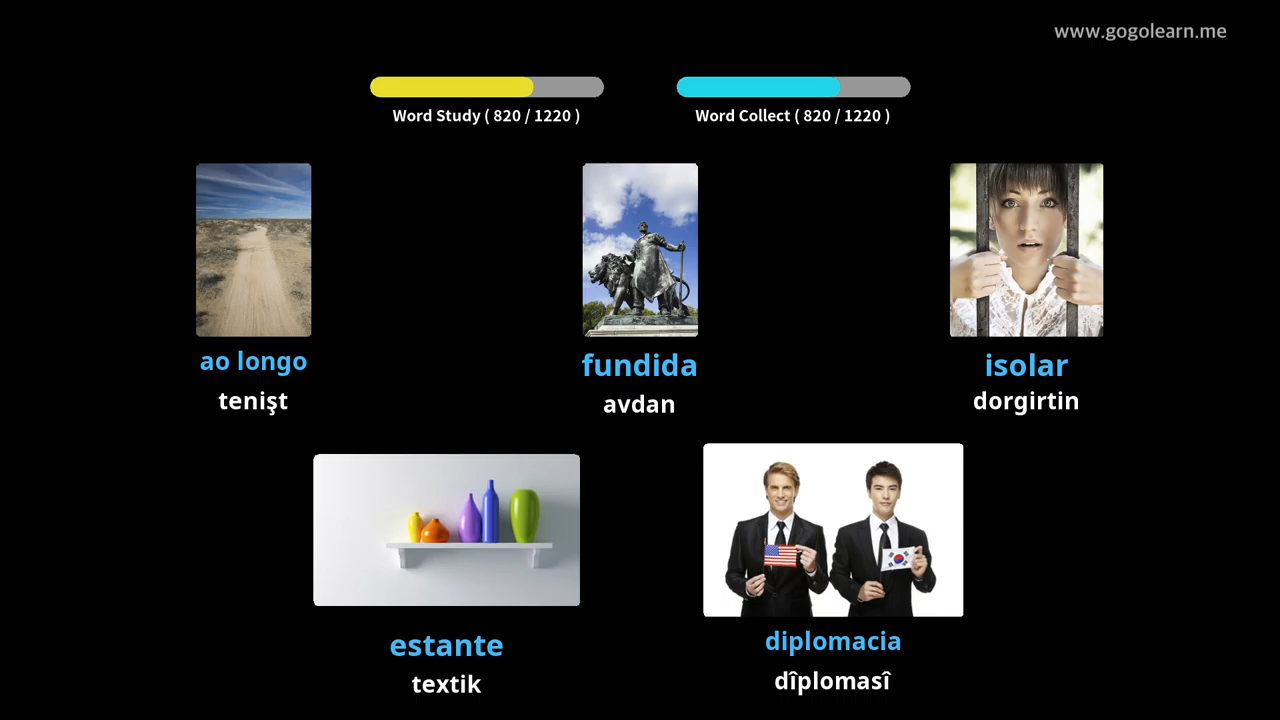 www.gogolearn.me
Word Study ( 820 / 1220 )
Word Collect ( 820 / 1220 )
ao longo
tenişt
fundida
avdan
isolar
dorgirtin
estante
textik
diplomacia
dîplomasî